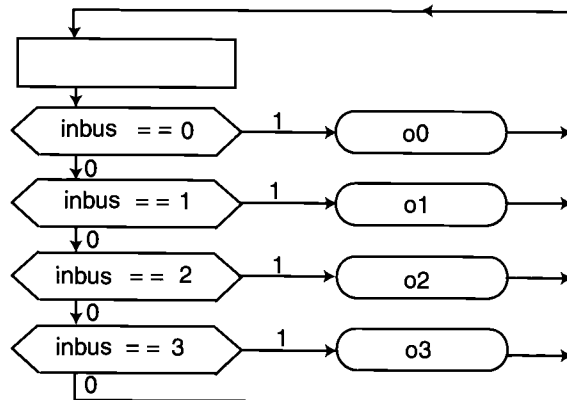 inbus == 0 1 o0
0
inbus == 1 1 o1
0
inbus == 2 1 o2
0
inbus == 3 1 o3
0